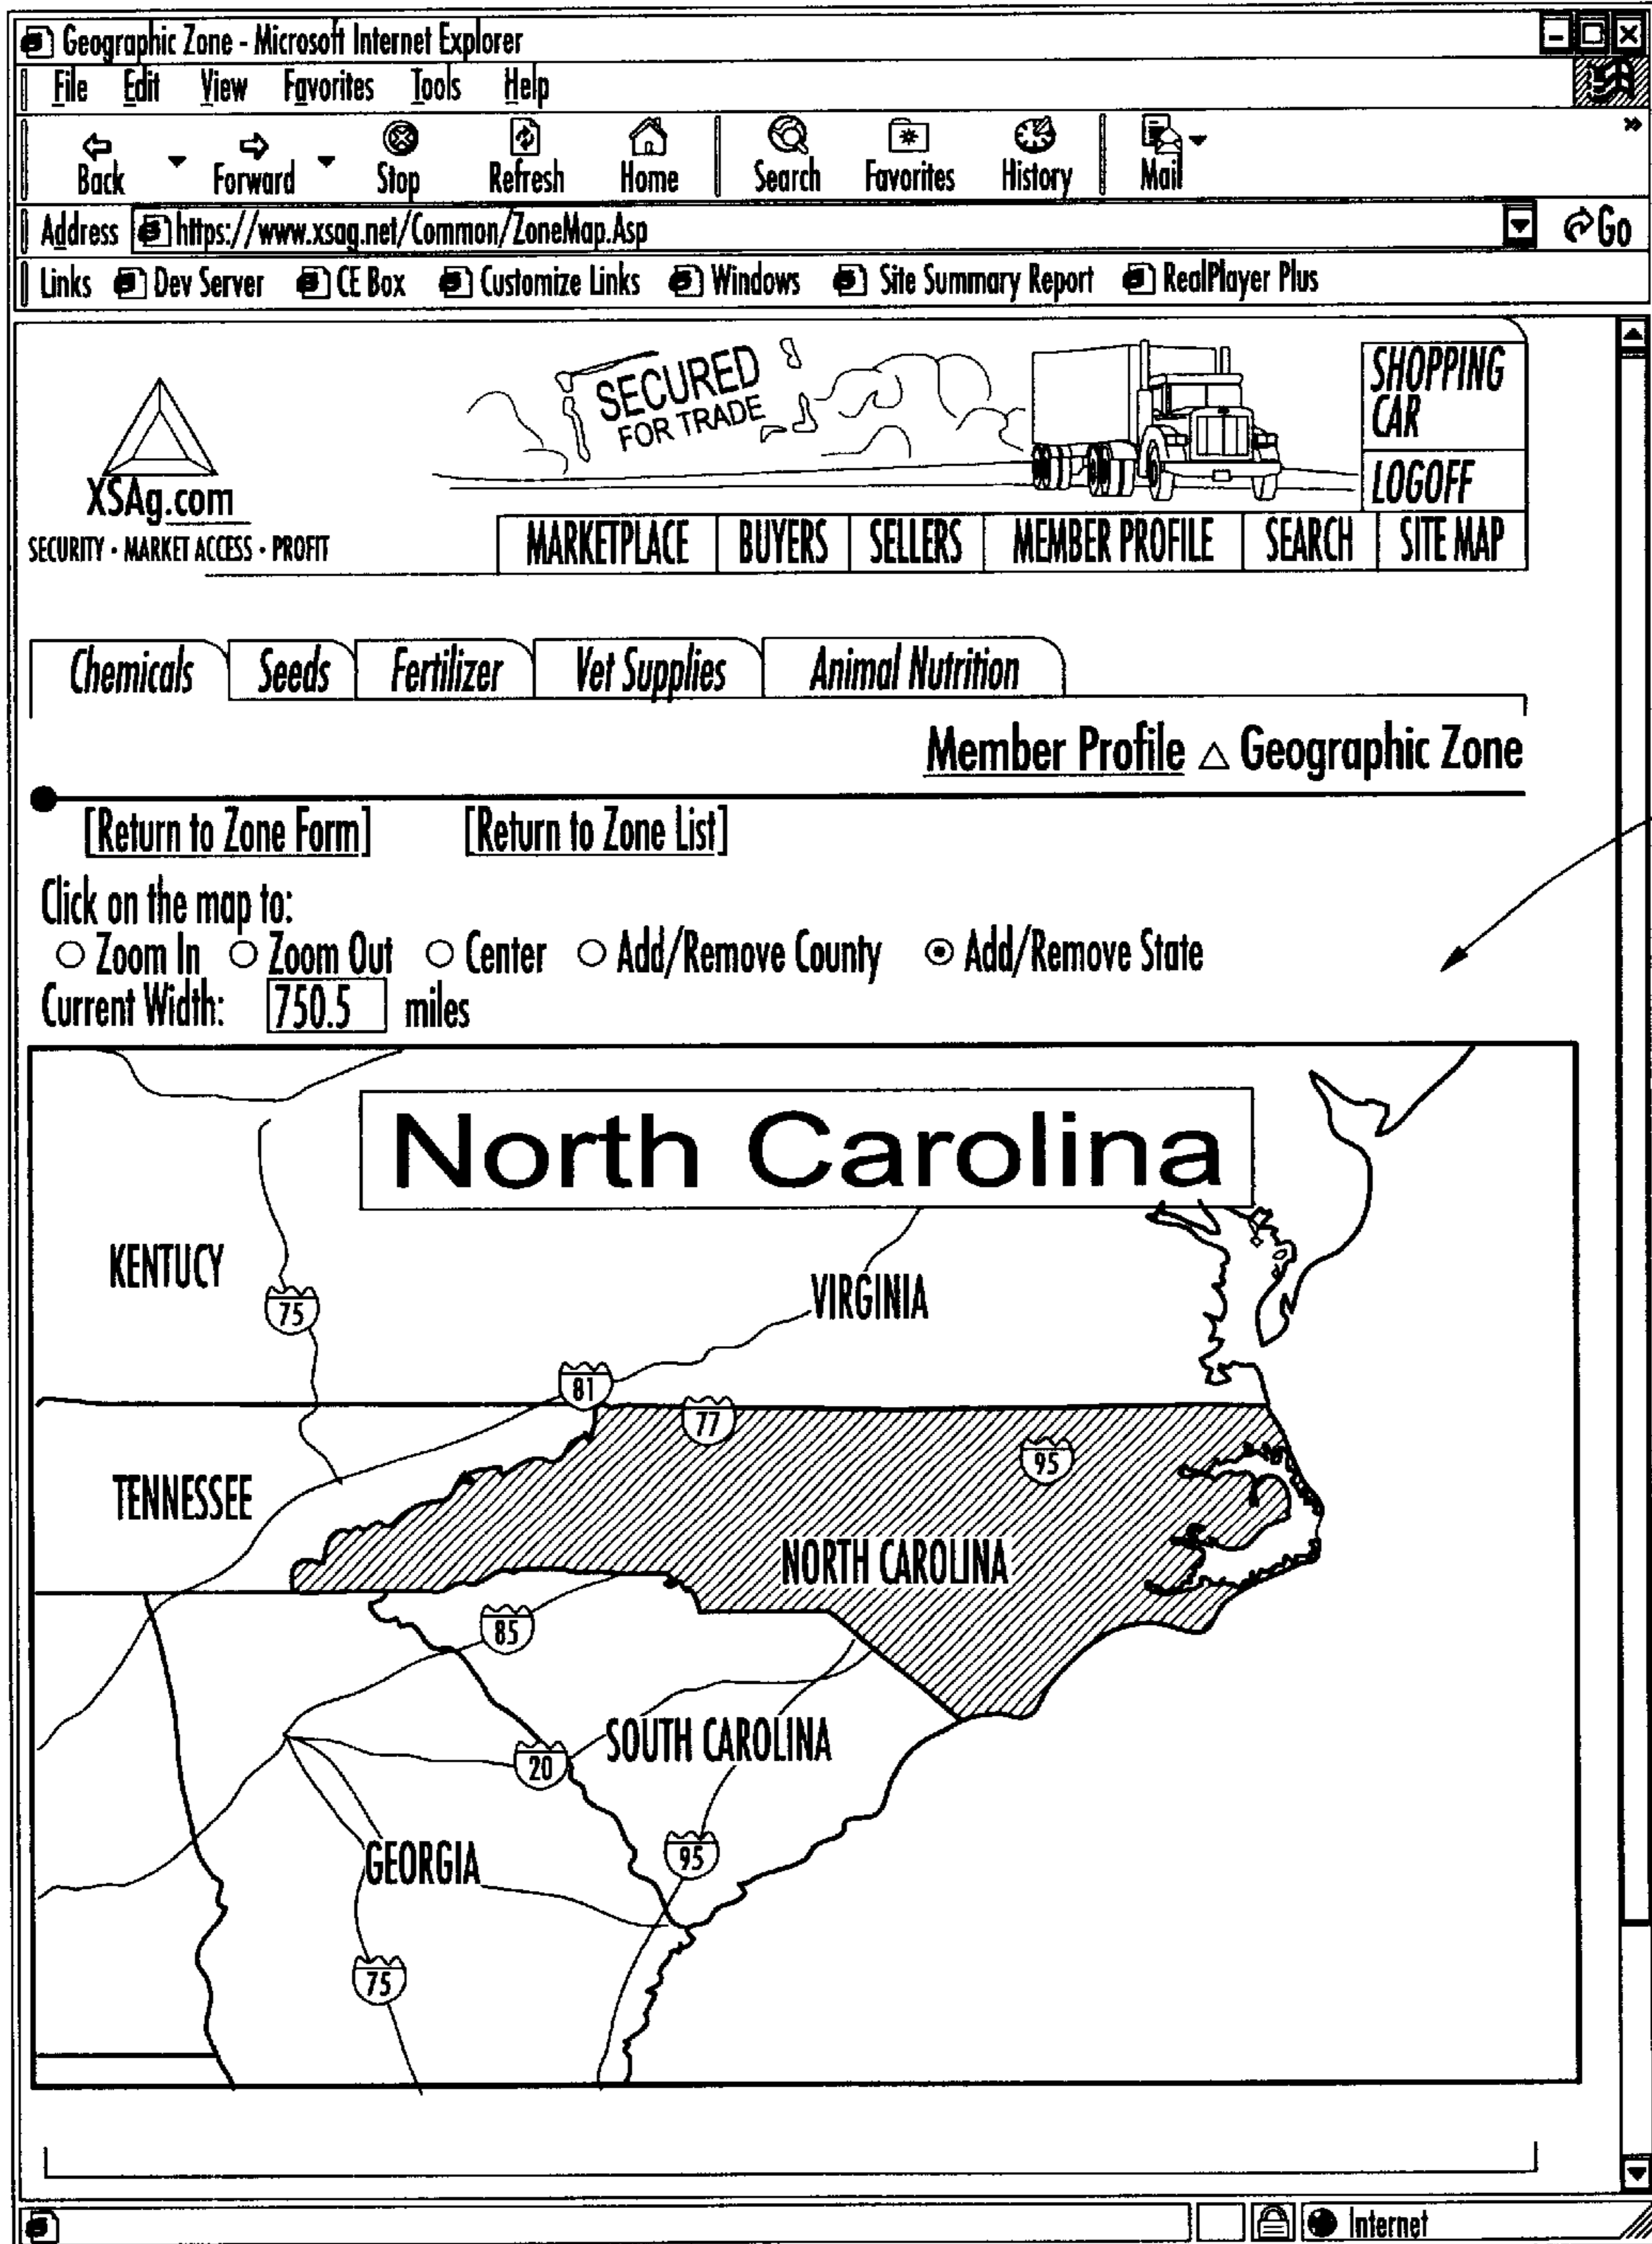 Geographic Zone - Microsoft Internet Explorer
File Edit View Favorites Tools Help
Back Forward Stop Refresh Home Search Favorites History Mail
Address https://www.xsag.net/Common/ZoneMap.Asp Go
Links Dev Server CE Box Customize Links Windows Site Summary Report RealPlayer Plus
SECURED
FOR TRADE
SHOPPING
CAR
LOGOFF
XSAg.com
SECURITY · MARKET ACCESS · PROFIT
MARKETPLACE BUYERS SELLERS MEMBER PROFILE SEARCH SITE MAP
Chemicals Seeds Fertilizer Vet Supplies Animal Nutrition
Member Profile △ Geographic Zone
[Return to Zone Form] [Return to Zone List]
Click on the map to:
Zoom In Zoom Out Center Add/Remove County Add/Remove State
Current Width: 750.5 miles
North Carolina
KENTUCY
VIRGINIA
75
81
77
95
TENNESSEE
NORTH CAROLINA
85
SOUTH CAROLINA
20
95
GEORGIA
75
Internet